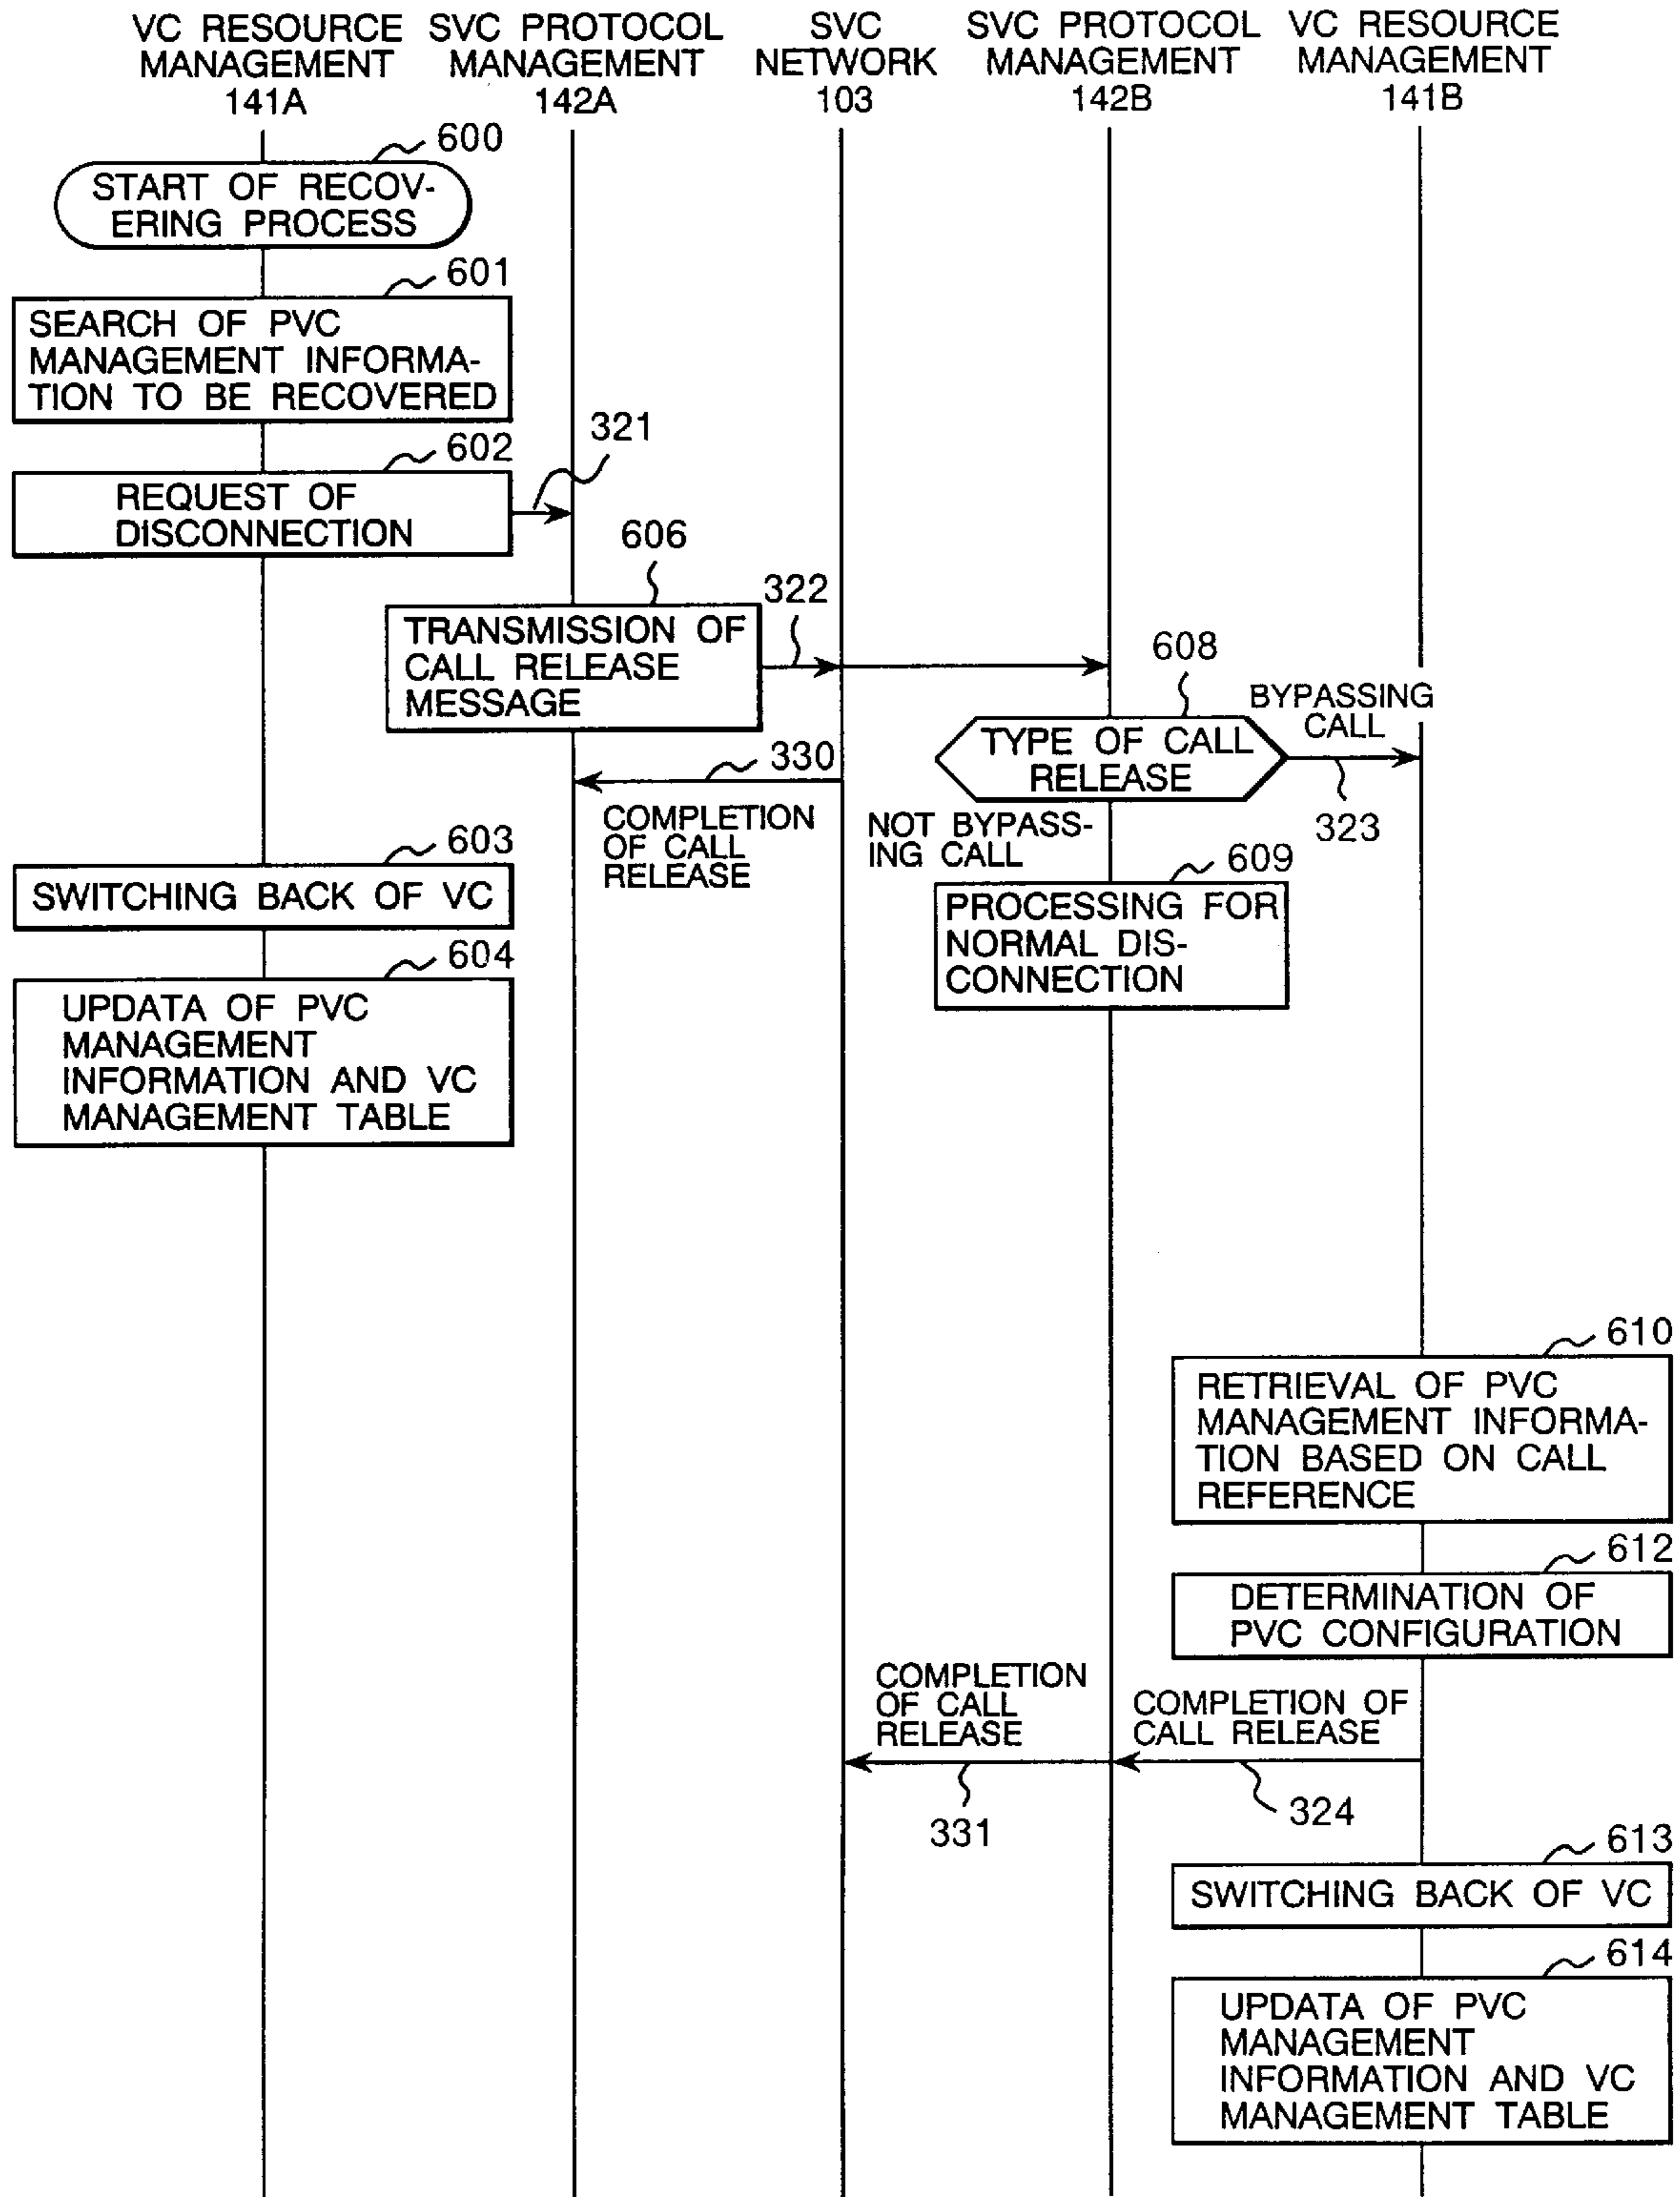 VC RESOURCE MANAGEMENT 141A
SVC PROTOCOL MANAGEMENT 142A
SVC NETWORK 103
SVC PROTOCOL MANAGEMENT 142B
VC RESOURCE MANAGEMENT 141B
600
START OF RECOV-
ERING PROCESS
601
SEARCH OF PVC
MANAGEMENT INFORMA-
TION TO BE RECOVERED
602
321
REQUEST OF
DISCONNECTION
606
322
TRANSMISSION OF
CALL RELEASE
MESSAGE
608
BYPASSING
CALL
TYPE OF CALL
RELEASE
323
330
COMPLETION
OF CALL
RELEASE
NOT BYPASS-
ING CALL
603
SWITCHING BACK OF VC
609
PROCESSING FOR
NORMAL DIS-
CONNECTION
604
UPDATA OF PVC
MANAGEMENT
INFORMATION AND VC
MANAGEMENT TABLE
610
RETRIEVAL OF PVC
MANAGEMENT INFORMA-
TION BASED ON CALL
REFERENCE
612
DETERMINATION OF
PVC CONFIGURATION
COMPLETION
OF CALL
RELEASE
COMPLETION OF
CALL RELEASE
331
324
613
SWITCHING BACK OF VC
614
UPDATA OF PVC
MANAGEMENT
INFORMATION AND VC
MANAGEMENT TABLE